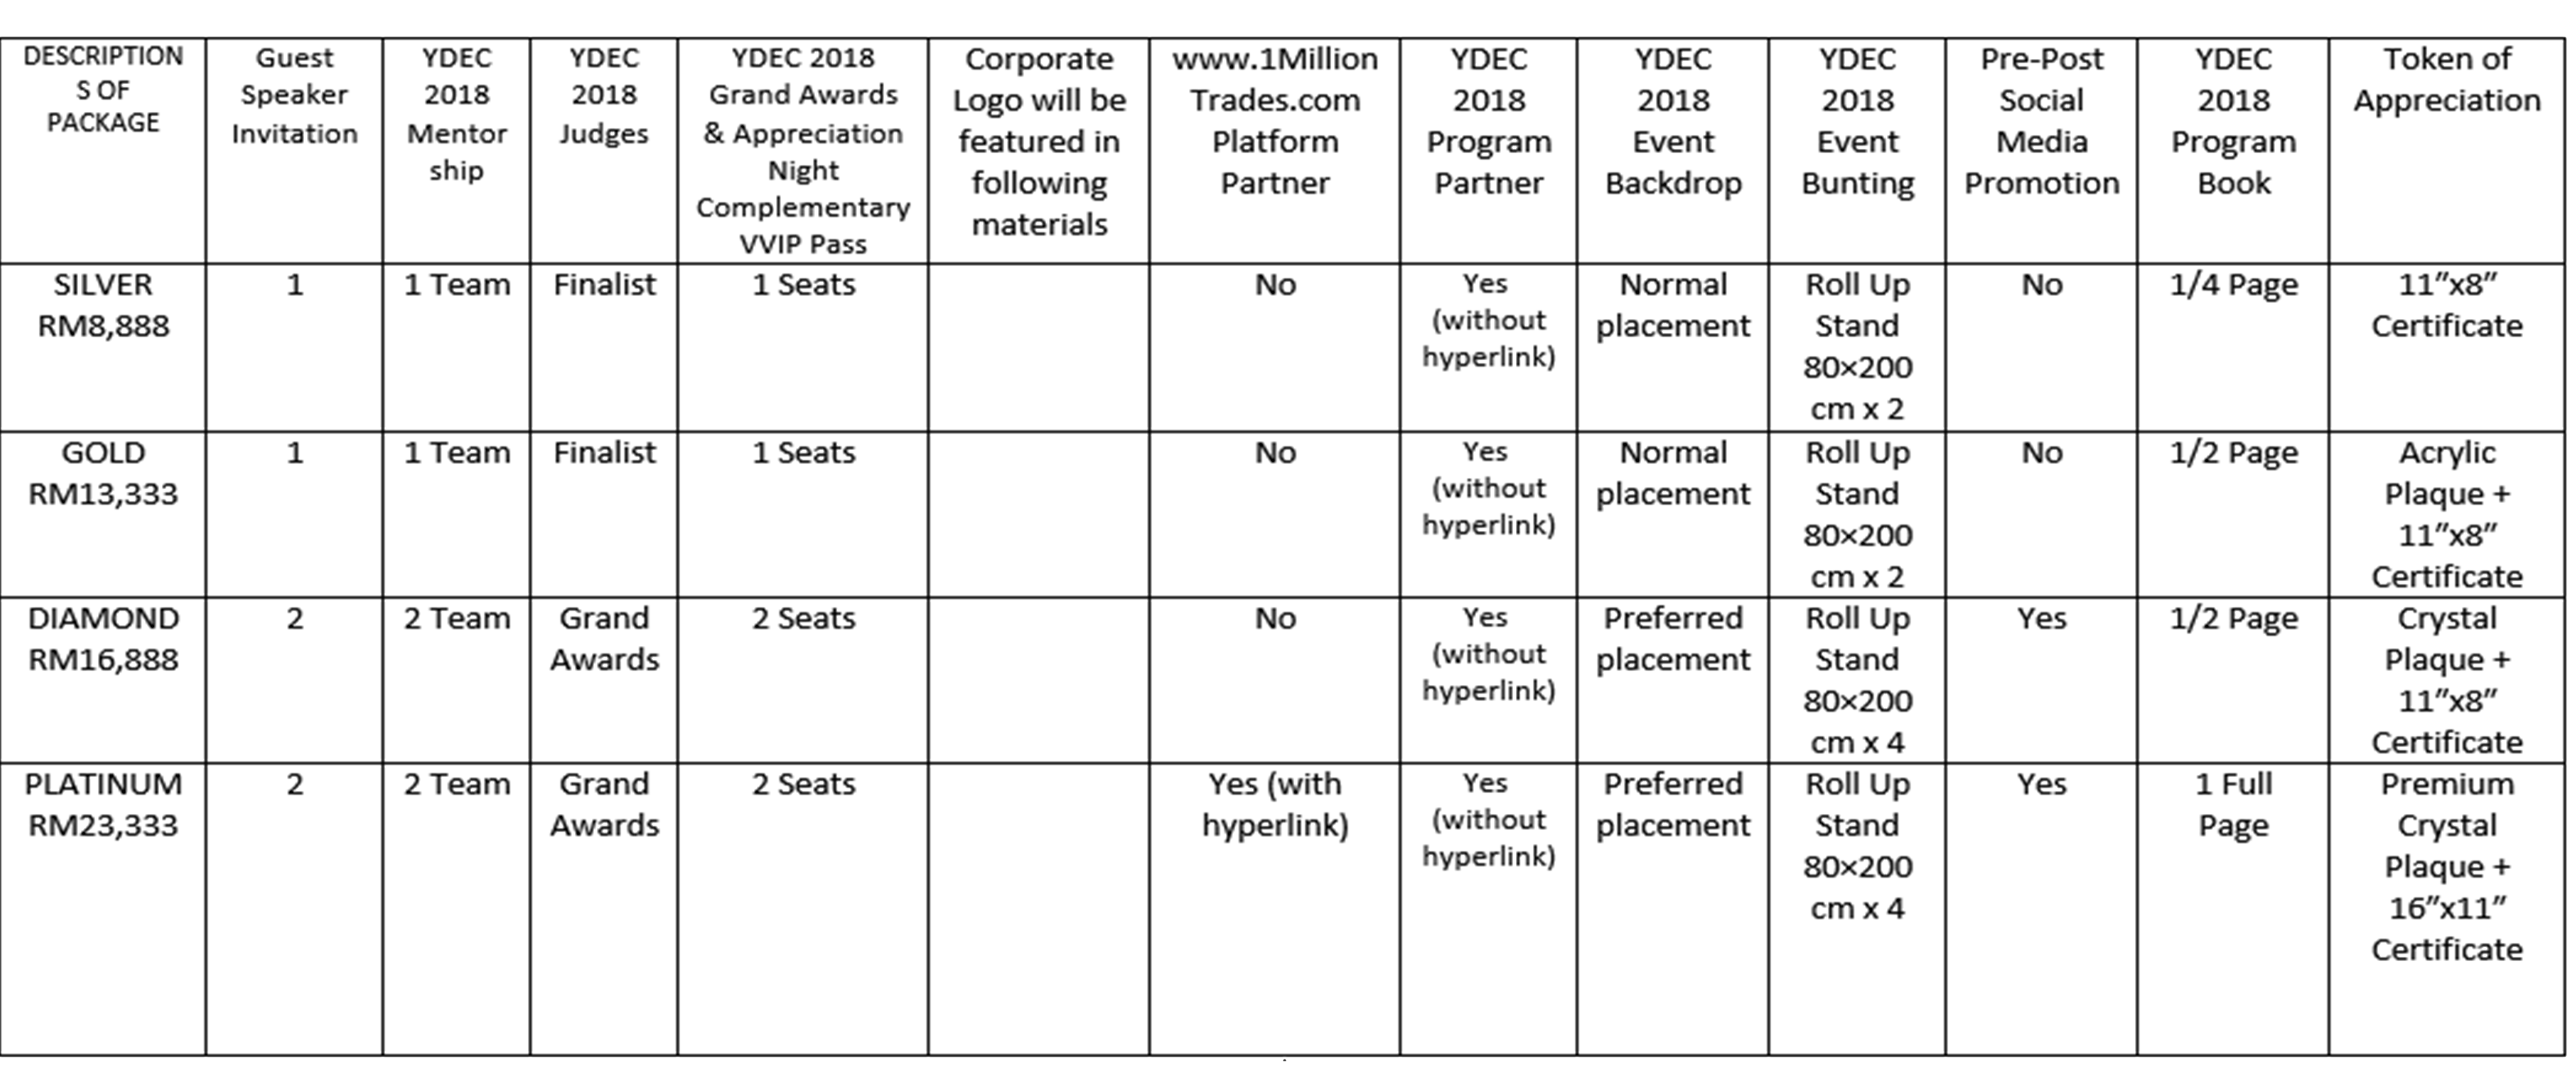 DESCRIPTION
S OF
PACKAGE
Guest
Speaker
Invitation
YDEC
2018
Mentor
ship
YDEC
2018
Judges
YDEC 2018
Grand Awards
& Appreciation
Night
Complementary
VVIP Pass
Corporate
Logo will be
featured in
following
materials
www.1Million
Trades.com
Platform
Partner
YDEC
2018
Program
Partner
YDEC
2018
Event
Backdrop
YDEC
2018
Event
Bunting
Pre-Post
Social
Media
Promotion
YDEC
2018
Program
Book
Token of
Appreciation
SILVER
RM8,888
1
1 Team
Finalist
1 Seats
No
Yes
(without
hyperlink)
Normal
placement
Roll Up
Stand
80×200
cm x 2
No
1/4 Page
11″x8″
Certificate
GOLD
RM13,333
1
1 Team
Finalist
1 Seats
No
Yes
(without
hyperlink)
Normal
placement
Roll Up
Stand
80×200
cm x 2
No
1/2 Page
Acrylic
Plaque +
11″x8″
Certificate
DIAMOND
RM16,888
2
2 Team
Grand
Awards
2 Seats
No
Yes
(without
hyperlink)
Preferred
placement
Roll Up
Stand
80×200
cm x 4
Yes
1/2 Page
Crystal
Plaque +
11″x8″
Certificate
PLATINUM
RM23,333
2
2 Team
Grand
Awards
2 Seats
Yes (with
hyperlink)
Yes
(without
hyperlink)
Preferred
placement
Roll Up
Stand
80×200
cm x 4
Yes
1 Full
Page
Premium
Crystal
Plaque +
16″x11″
Certificate